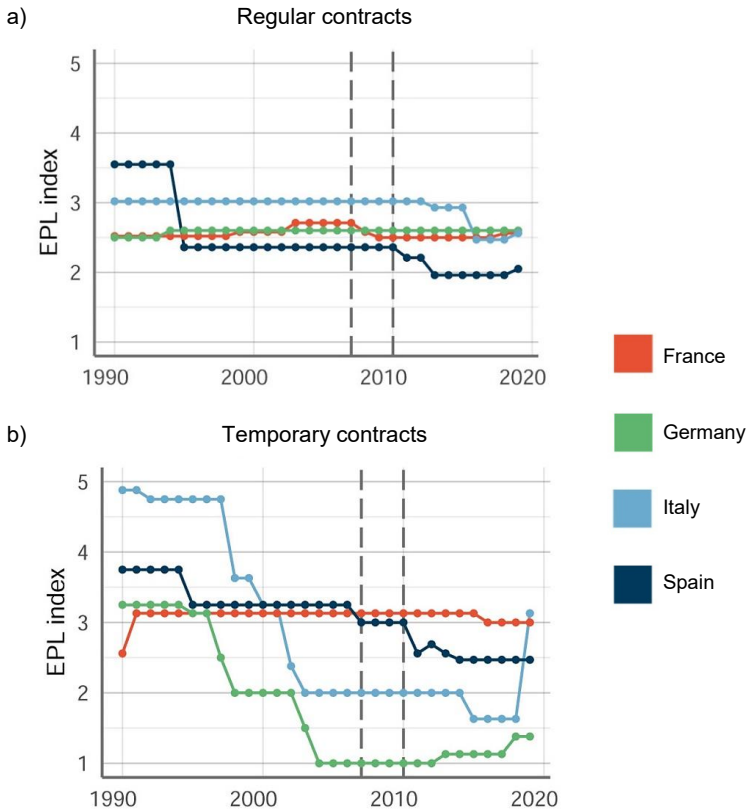 a)
Regular contracts
5
4
3
2
1
EPL index
1990
2000
2010
2020
b)
Temporary contracts
5
4
3
2
1
EPL index
1990
2000
2010
2020
France
Germany
Italy
Spain